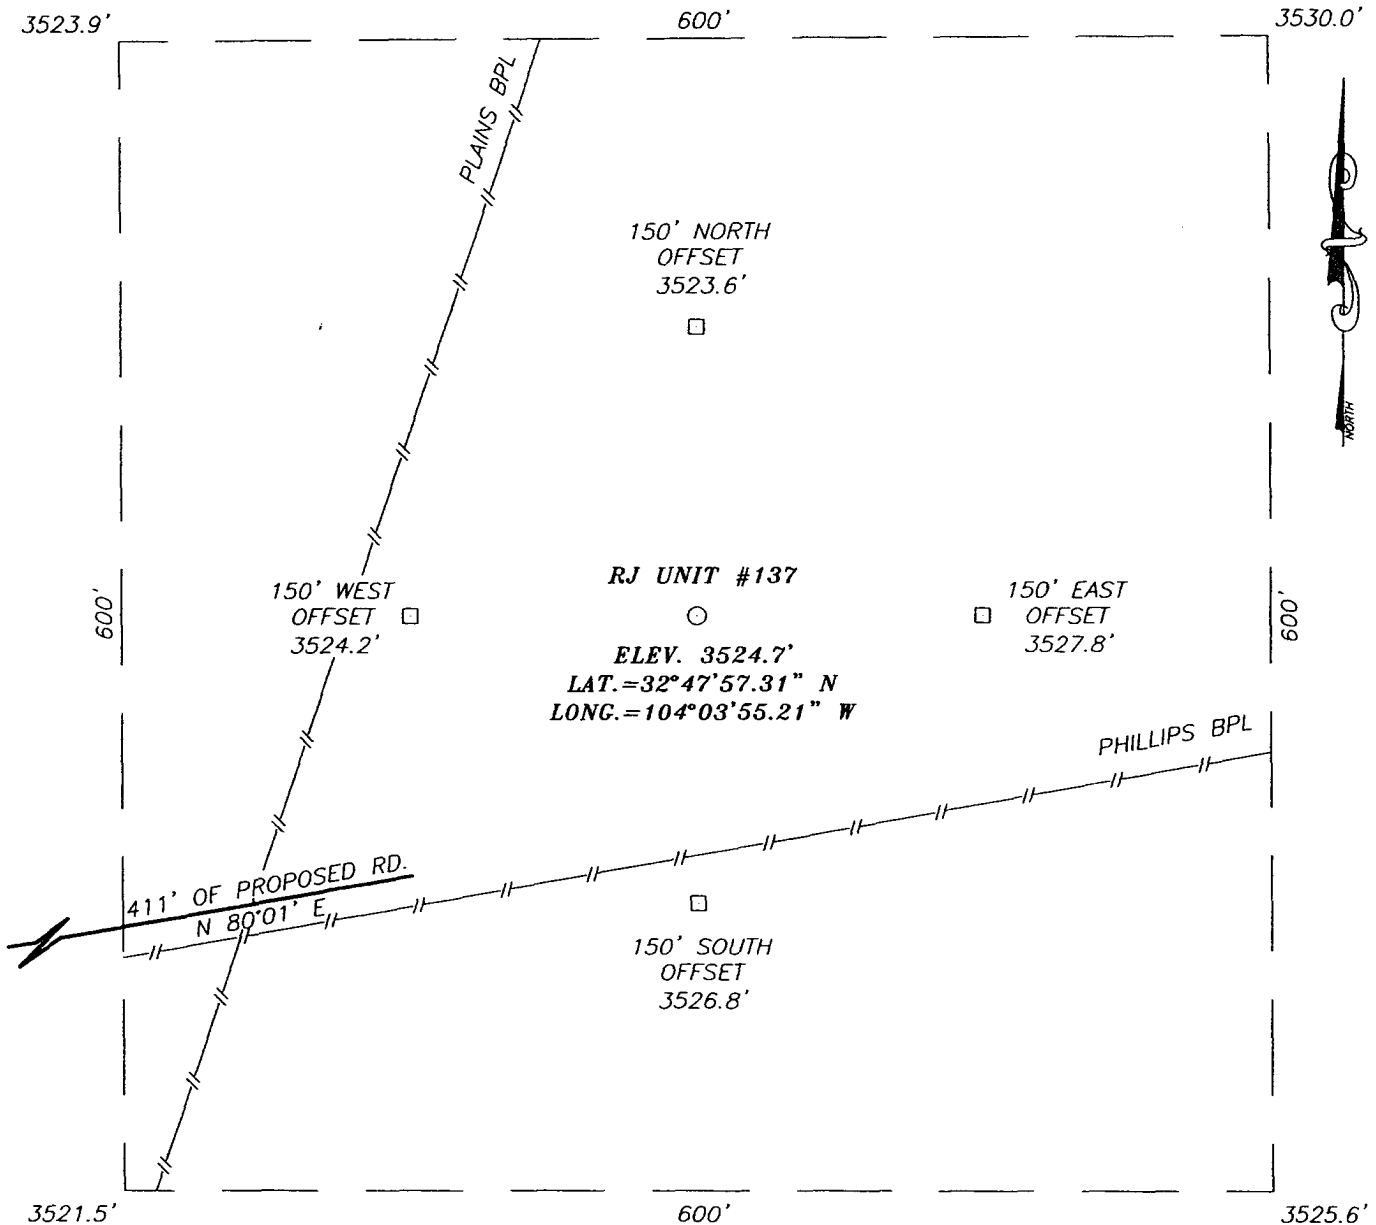 3523.9'
600'
3530.0'
PLAINS BPL
150' NORTH
OFFSET
3523.6'
NORTH
600'
150' WEST
OFFSET
3524.2'
RJ UNIT #137
ELEV. 3524.7'
LAT.=32°47'57.31" N
LONG.=104°03'55.21" W
150' EAST
OFFSET
3527.8'
600'
PHILLIPS BPL
411' OF PROPOSED RD.
N 80°01' E
150' SOUTH
OFFSET
3526.8'
3521.5'
600'
3525.6'